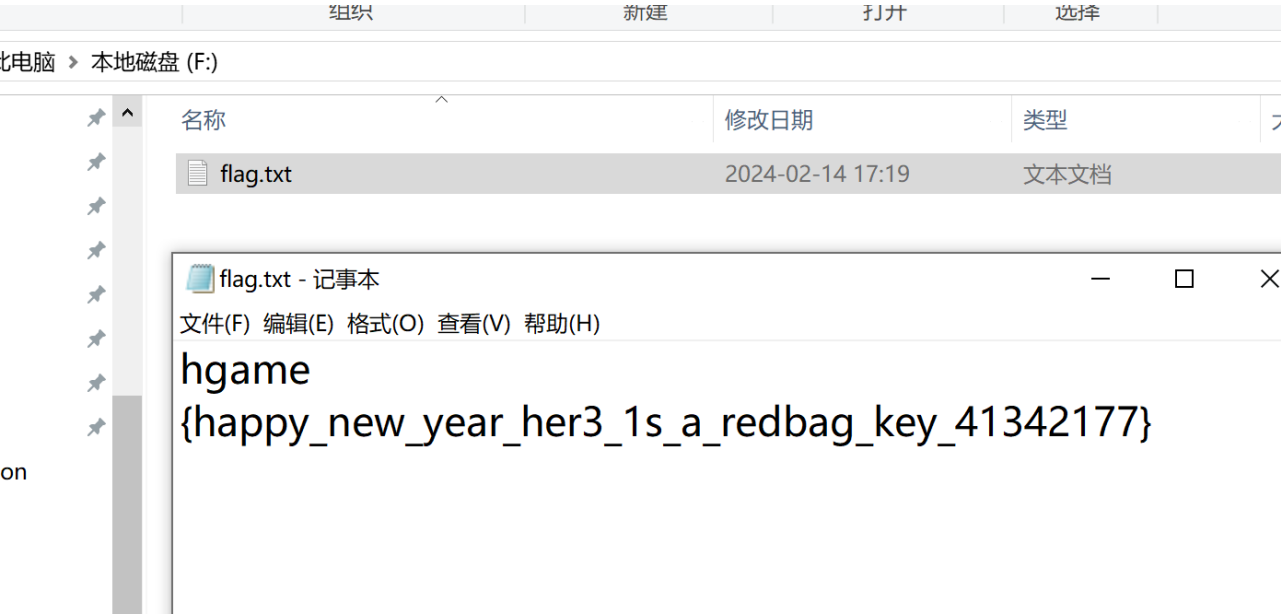 组织 新建 打开 选择
此电脑 > 本地磁盘 (F:)
名称 修改日期 类型
flag.txt 2024-02-14 17:19 文本文档
flag.txt - 记事本
文件(F) 编辑(E) 格式(O) 查看(V) 帮助(H)
hgame
{happy_new_year_her3_1s_a_redbag_key_41342177}
on